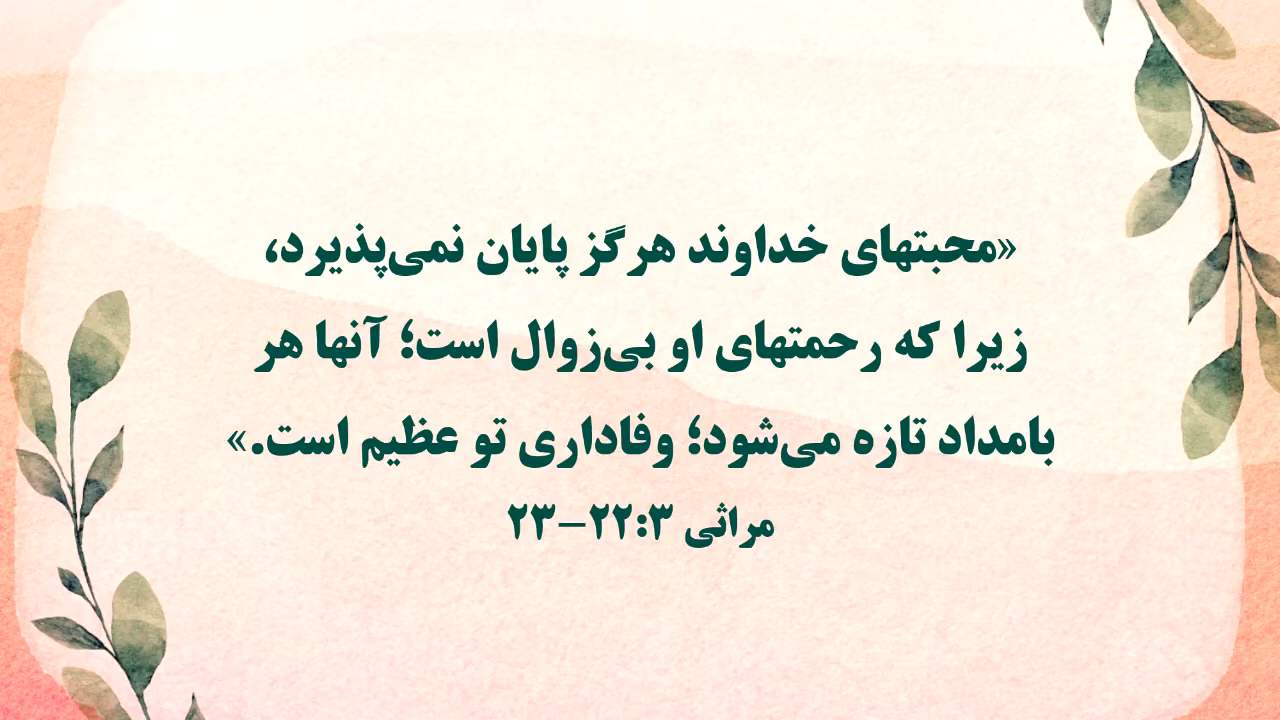 «محبتهای خداوند هرگز پایان نمی‌پذیرد،
زیرا که رحمتهای او بی‌زوال است؛ آنها هر
بامداد تازه می‌شود؛ وفاداری تو عظیم است.»
مراثی ۲۲:۳–۲۳